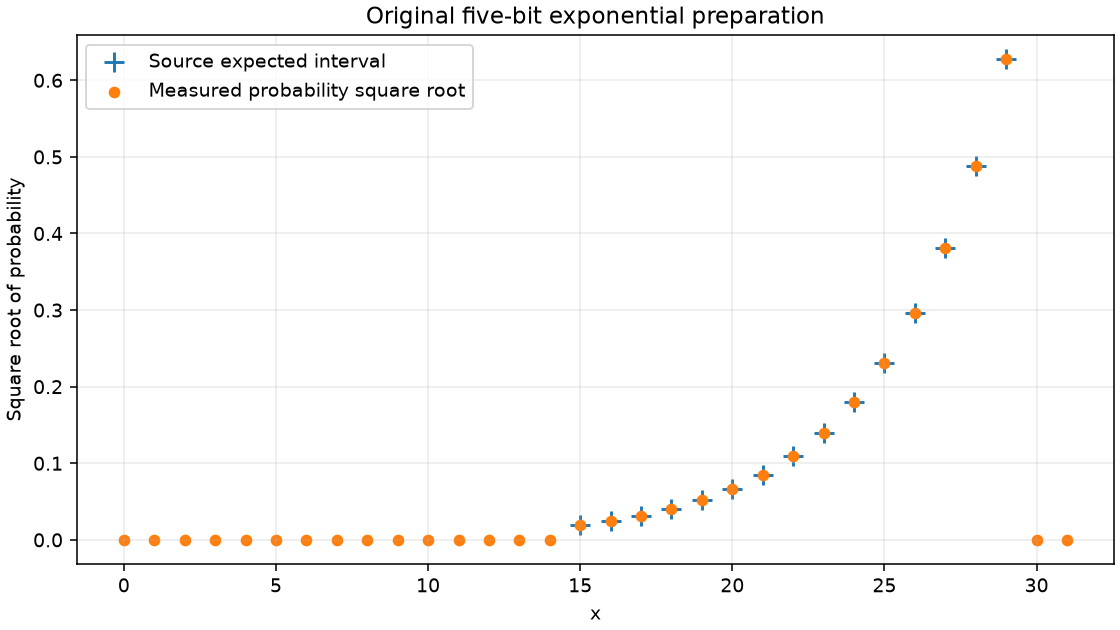 Original five-bit exponential preparation
Source expected interval
Measured probability square root
Square root of probability
0.6
0.5
0.4
0.3
0.2
0.1
0.0
0 5 10 15 20 25 30
x